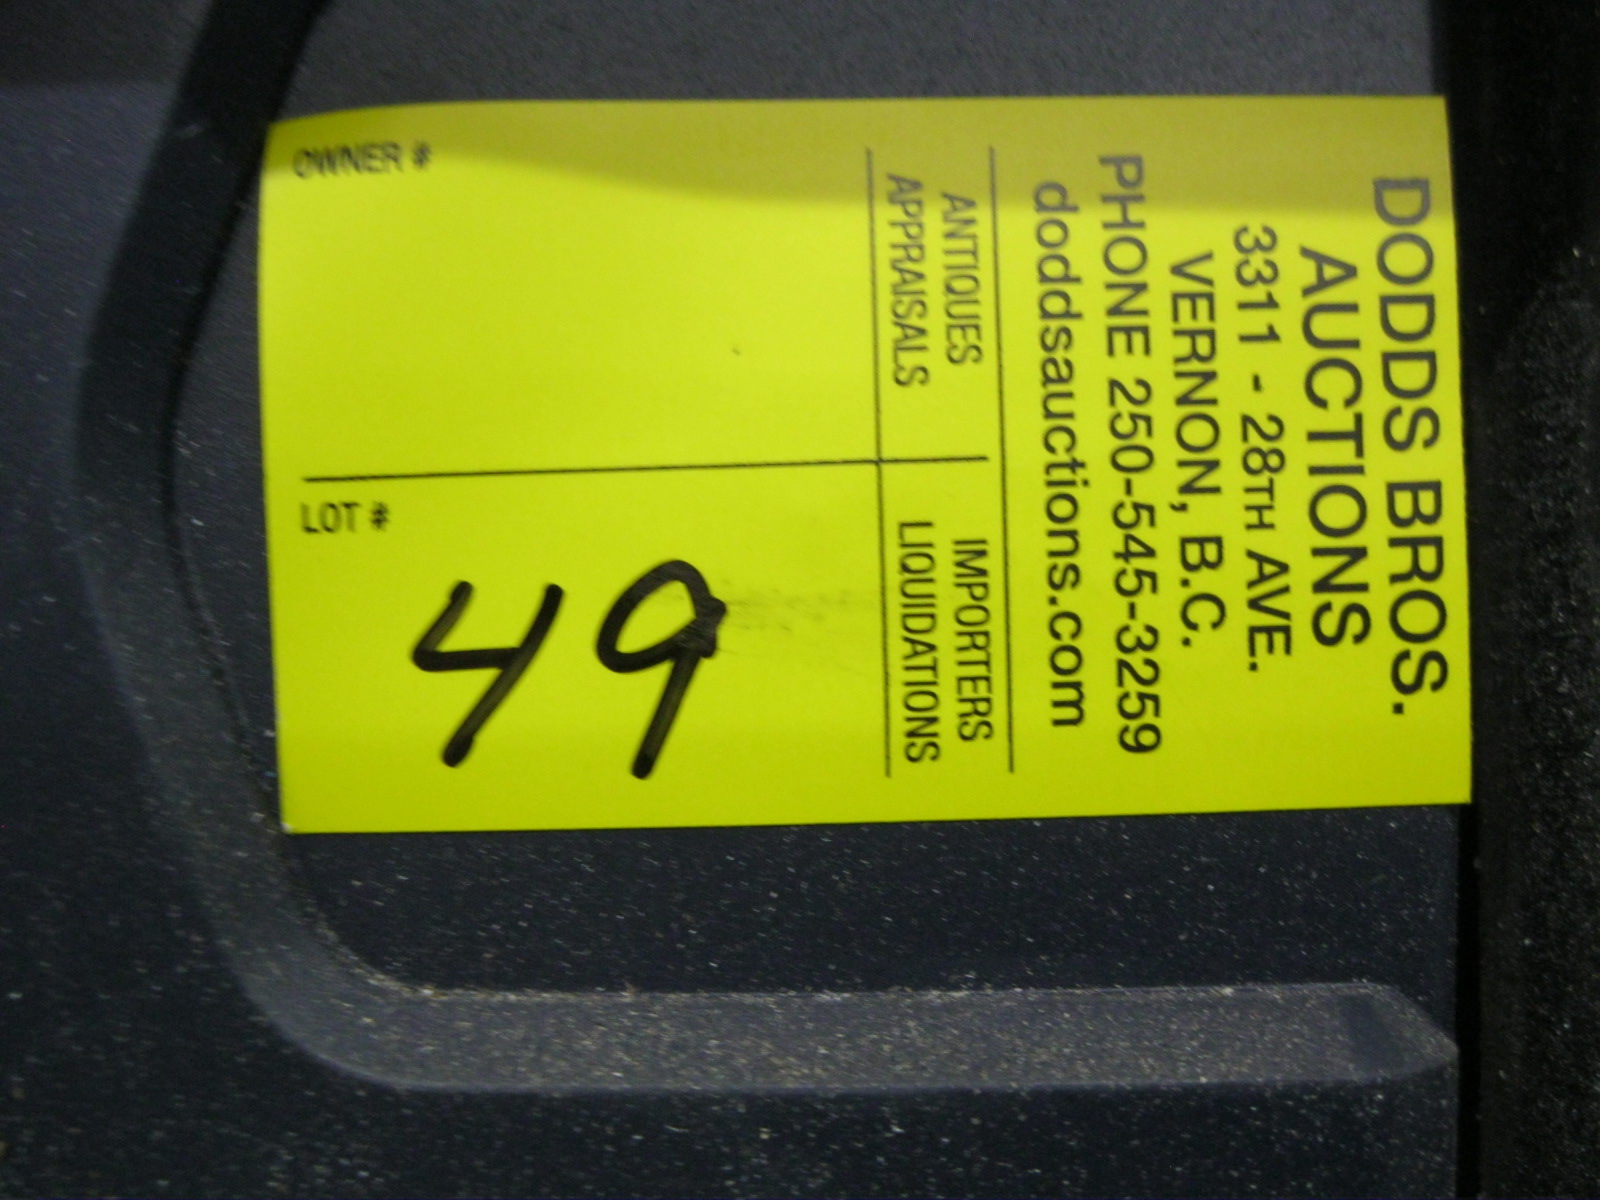 DODDS BROS.
AUCTIONS
3311 - 28TH AVE.
VERNON, B.C.
PHONE 250-545-3259
doddsauctions.com
ANTIQUES
APPRAISALS
IMPORTERS
LIQUIDATIONS
OWNER #
LOT #
49